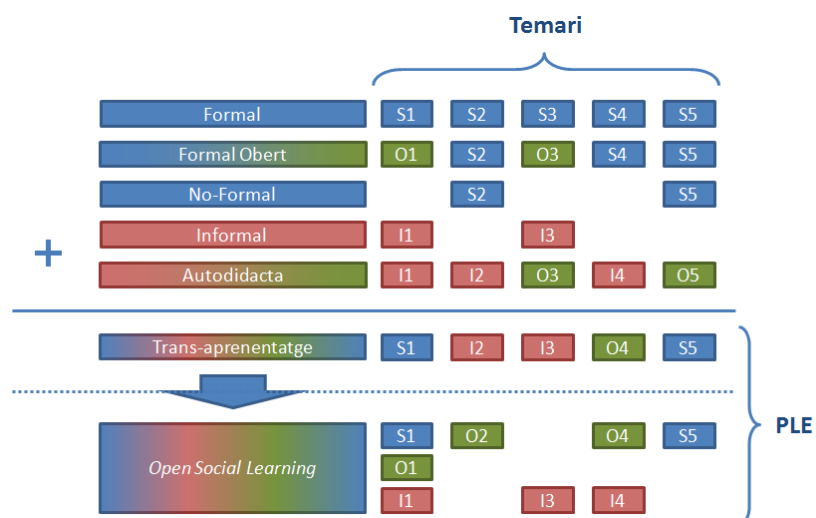 Temari
Formal S1 S2 S3 S4 S5
Formal Obert O1 S2 O3 S4 S5
No-Formal S2 S5
Informal I1 I3
+
Autodidacta I1 I2 O3 I4 O5
Trans-aprenentatge S1 I2 I3 O4 S5
S1 O2 O4 S5
PLE
Open Social Learning O1
I1 I3 I4